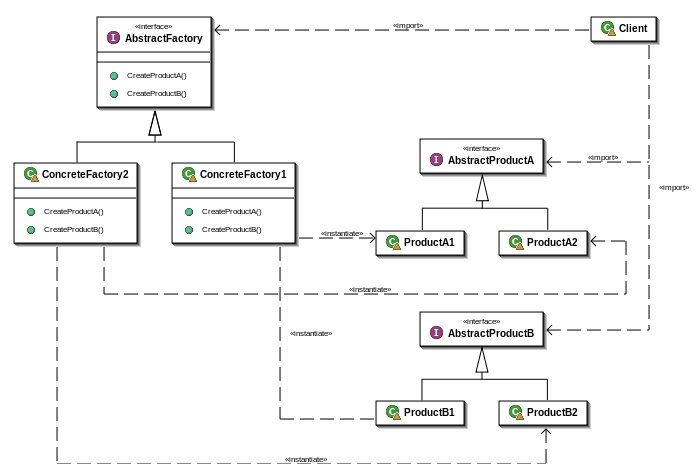 «interface»
AbstractFactory
CreateProductA()
CreateProductB()
«import»
Client
«interface»
AbstractProductA
«import»
«import»
ConcreteFactory2
CreateProductA()
CreateProductB()
ConcreteFactory1
CreateProductA()
CreateProductB()
«instantiate»
ProductA1
ProductA2
«instantiate»
«interface»
AbstractProductB
«instantiate»
ProductB1
ProductB2
«instantiate»